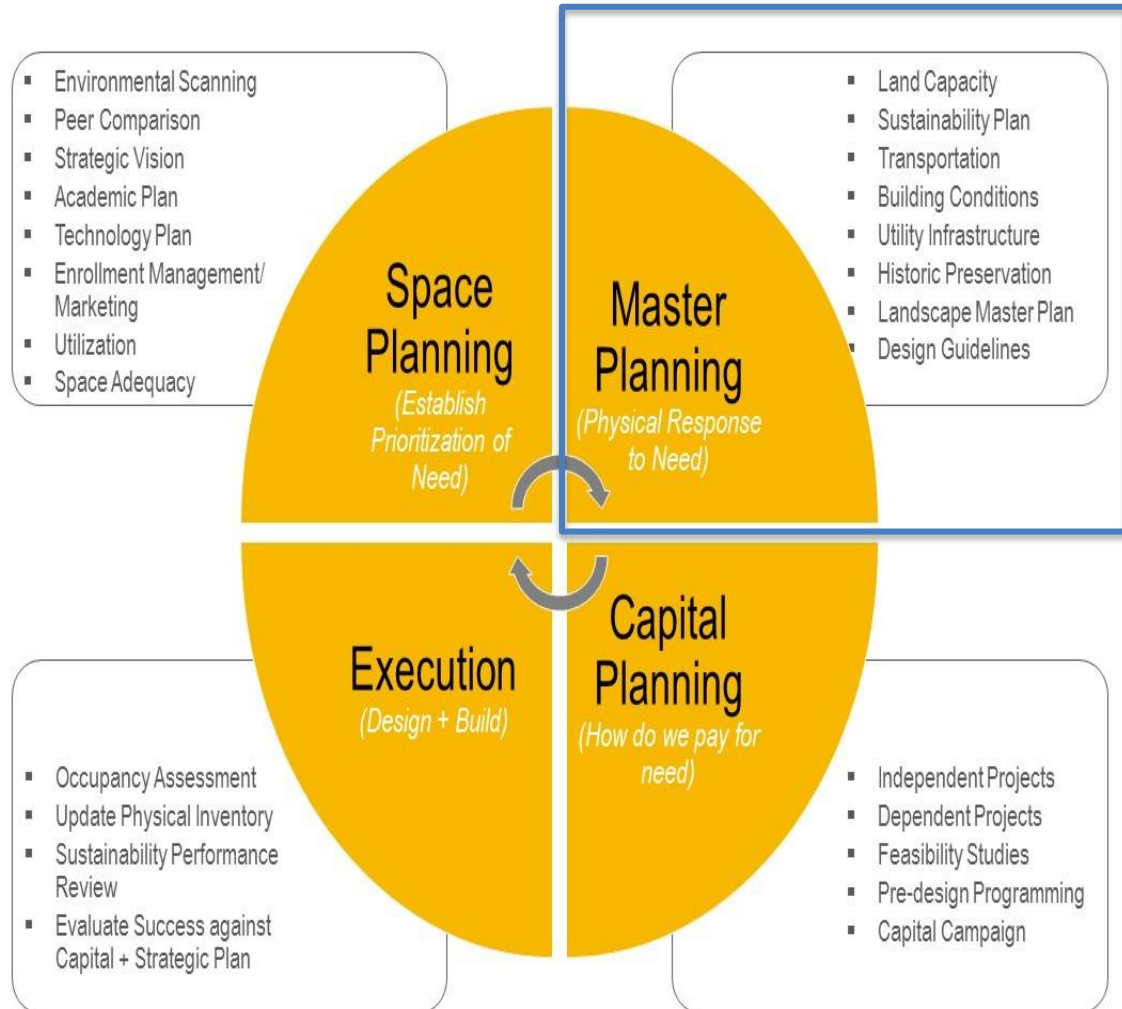 ▪ Environmental Scanning
▪ Peer Comparison
▪ Strategic Vision
▪ Academic Plan
▪ Technology Plan
▪ Enrollment Management/
Marketing
▪ Utilization
▪ Space Adequacy
▪ Land Capacity
▪ Sustainability Plan
▪ Transportation
▪ Building Conditions
▪ Utility Infrastructure
▪ Historic Preservation
▪ Landscape Master Plan
▪ Design Guidelines
Space
Planning
(Establish
Prioritization of
Need)
Master
Planning
(Physical Response
to Need)
Execution
(Design + Build)
Capital
Planning
(How do we pay for
need)
▪ Occupancy Assessment
▪ Update Physical Inventory
▪ Sustainability Performance
Review
▪ Evaluate Success against
Capital + Strategic Plan
▪ Independent Projects
▪ Dependent Projects
▪ Feasibility Studies
▪ Pre-design Programming
▪ Capital Campaign